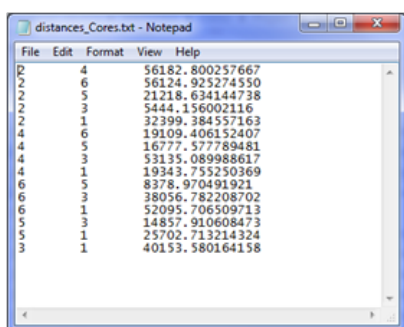 distances_Cores.txt - Notepad
File Edit Format View Help
2 4 56182.800257667
2 6 56124.925274550
2 5 21218.634144738
2 3 5444.156002116
2 1 32399.384557163
4 6 19109.406152407
4 5 16777.577789481
4 3 53135.089988617
4 1 19343.755250369
6 5 8378.970491921
6 3 38056.782208702
6 1 52095.706509713
5 3 14857.910608473
5 1 25702.713214324
3 1 40153.580164158